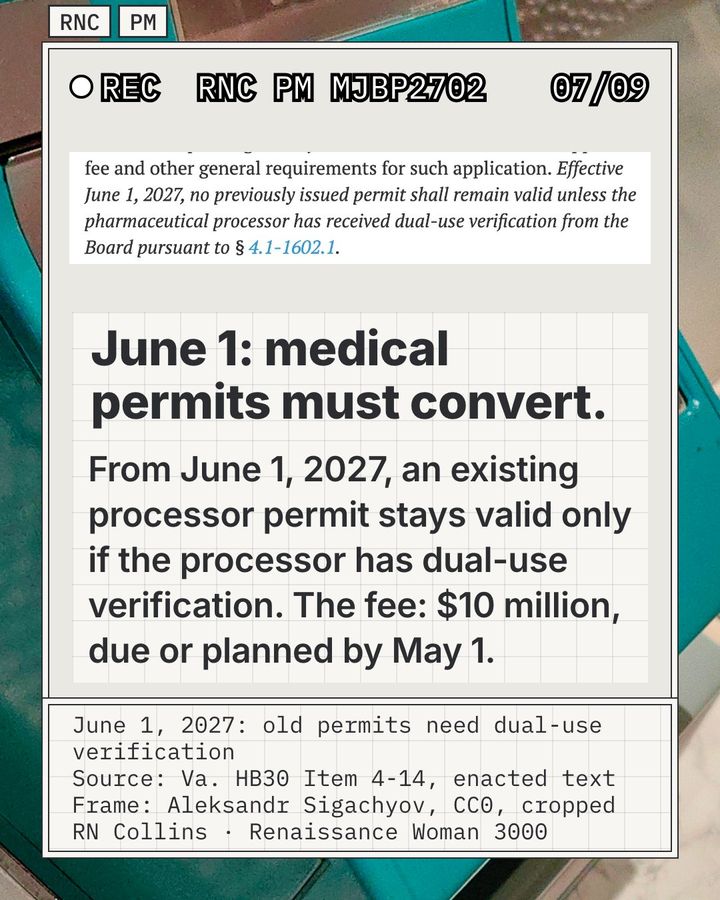 RNC PM
REC RNC PM MJBP2702 07/09
fee and other general requirements for such application. Effective
June 1, 2027, no previously issued permit shall remain valid unless the
pharmaceutical processor has received dual-use verification from the
Board pursuant to § 4.1-1602.1.
June 1: medical
permits must convert.
From June 1, 2027, an existing
processor permit stays valid only
if the processor has dual-use
verification. The fee: $10 million,
due or planned by May 1.
June 1, 2027: old permits need dual-use
verification
Source: Va. HB30 Item 4-14, enacted text
Frame: Aleksandr Sigachyov, CC0, cropped
RN Collins · Renaissance Woman 3000